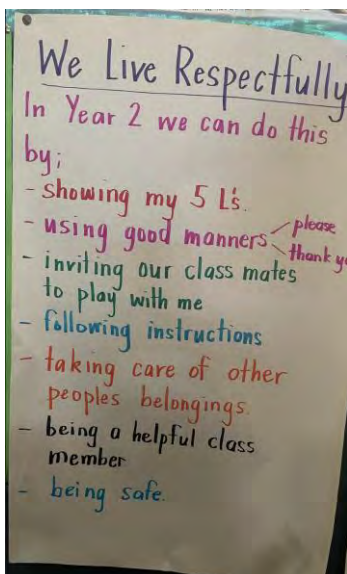 We Live Respectfully
In Year 2 we can do this
by;
- showing my 5 L's.
- using good manners please
thank yo
- inviting our class mates
to play with me
- following instructions
- taking care of other
peoples belongings.
- being a helpful class
member
- being safe.